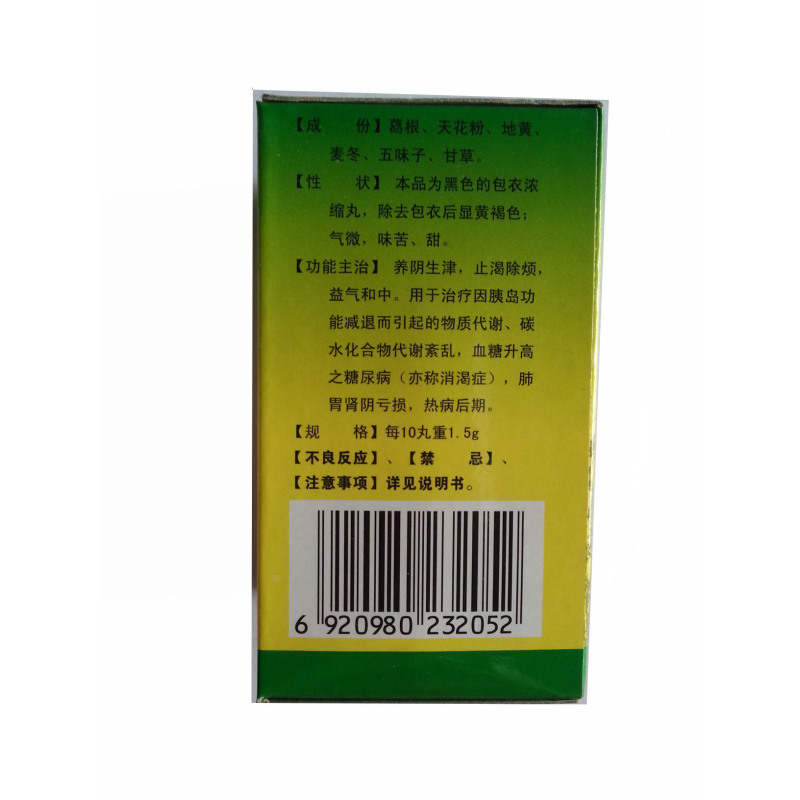 【成　份】葛根、天花粉、地黄、
麦冬、五味子、甘草。
【性　状】 本品为黑色的包衣浓
缩丸，除去包衣后显黄褐色；
气微，味苦、甜。
【功能主治】 养阴生津，止渴除烦，
益气和中。用于治疗因胰岛功
能减退而引起的物质代谢、碳
水化合物代谢紊乱，血糖升高
之糖尿病（亦称消渴症），肺
胃肾阴亏损，热病后期。
【规　格】每10丸重1.5g
【不良反应】、【禁　忌】、
【注意事项】详见说明书。
6 920980 232052